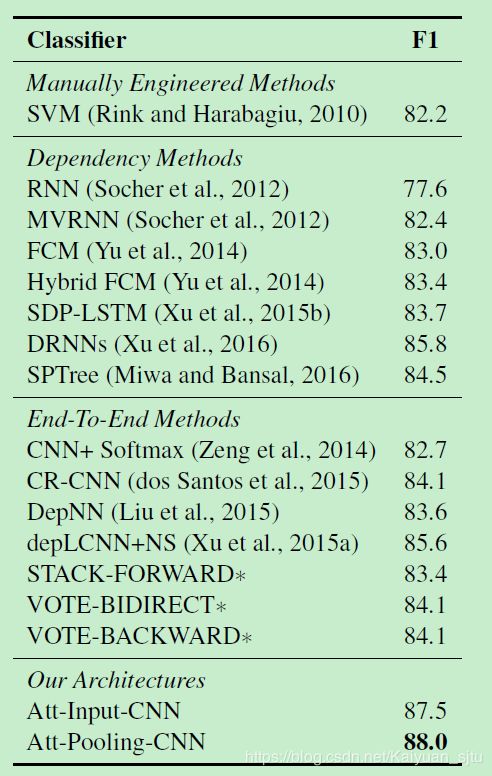 Classifier F1
Manually Engineered Methods
SVM (Rink and Harabagiu, 2010) 82.2
Dependency Methods
RNN (Socher et al., 2012) 77.6
MVRNN (Socher et al., 2012) 82.4
FCM (Yu et al., 2014) 83.0
Hybrid FCM (Yu et al., 2014) 83.4
SDP-LSTM (Xu et al., 2015b) 83.7
DRNNs (Xu et al., 2016) 85.8
SPTree (Miwa and Bansal, 2016) 84.5
End-To-End Methods
CNN+ Softmax (Zeng et al., 2014) 82.7
CR-CNN (dos Santos et al., 2015) 84.1
DepNN (Liu et al., 2015) 83.6
depLCNN+NS (Xu et al., 2015a) 85.6
STACK-FORWARD∗ 83.4
VOTE-BIDIRECT∗ 84.1
VOTE-BACKWARD∗ 84.1
Our Architectures
Att-Input-CNN 87.5
Att-Pooling-CNN 88.0
https://blog.csdn.net/Kaiyuan_sjtu